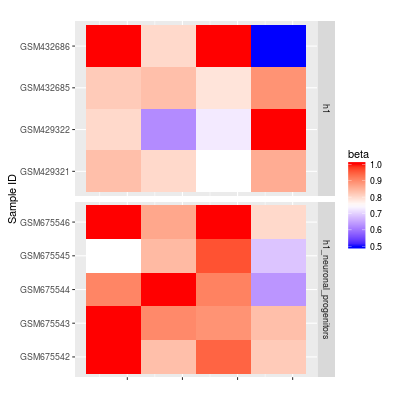 Sample ID
GSM432686
GSM432685
GSM429322
GSM429321
h1
GSM675546
GSM675545
GSM675544
GSM675543
GSM675542
h1_neuronal_progenitors
beta
1.0
0.9
0.8
0.7
0.6
0.5